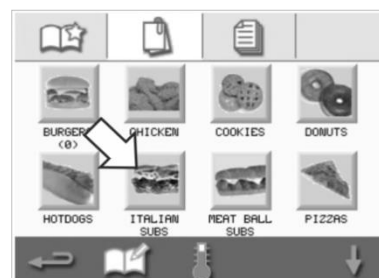 BURGERS CHICKEN COOKIES DONUTS
(0)
HOTDOGS ITALIAN MEAT BALL PIZZAS
SUBS SUBS